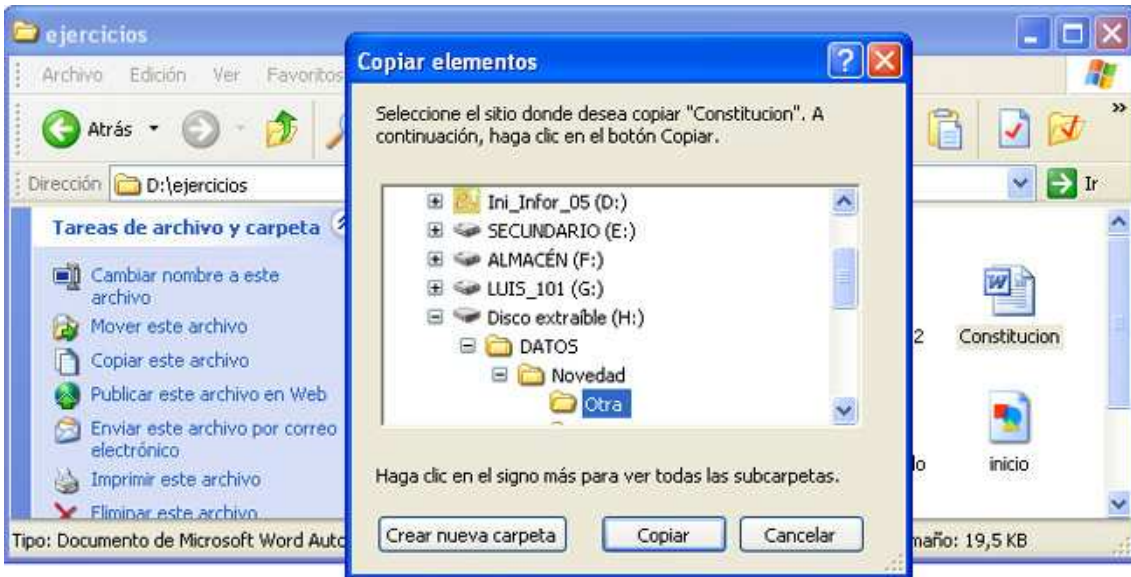 ejercicios
Archivo Edición Ver Favoritos
Atrás
Dirección D:\ejercicios
Ir
Tareas de archivo y carpeta
Cambiar nombre a este
archivo
Mover este archivo
Copiar este archivo
Publicar este archivo en Web
Enviar este archivo por correo
electrónico
Imprimir este archivo
Eliminar este archivo
Copiar elementos
Seleccione el sitio donde desea copiar "Constitucion". A
continuación, haga clic en el botón Copiar.
Ini_Infor_05 (D:)
SECUNDARIO (E:)
ALMACÉN (F:)
LUIS_101 (G:)
Disco extraíble (H:)
DATOS
Novedad
Otra
Haga clic en el signo más para ver todas las subcarpetas.
Crear nueva carpeta Copiar Cancelar
2 Constitucion
lo inicio
Tipo: Documento de Microsoft Word Auto
maño: 19,5 KB